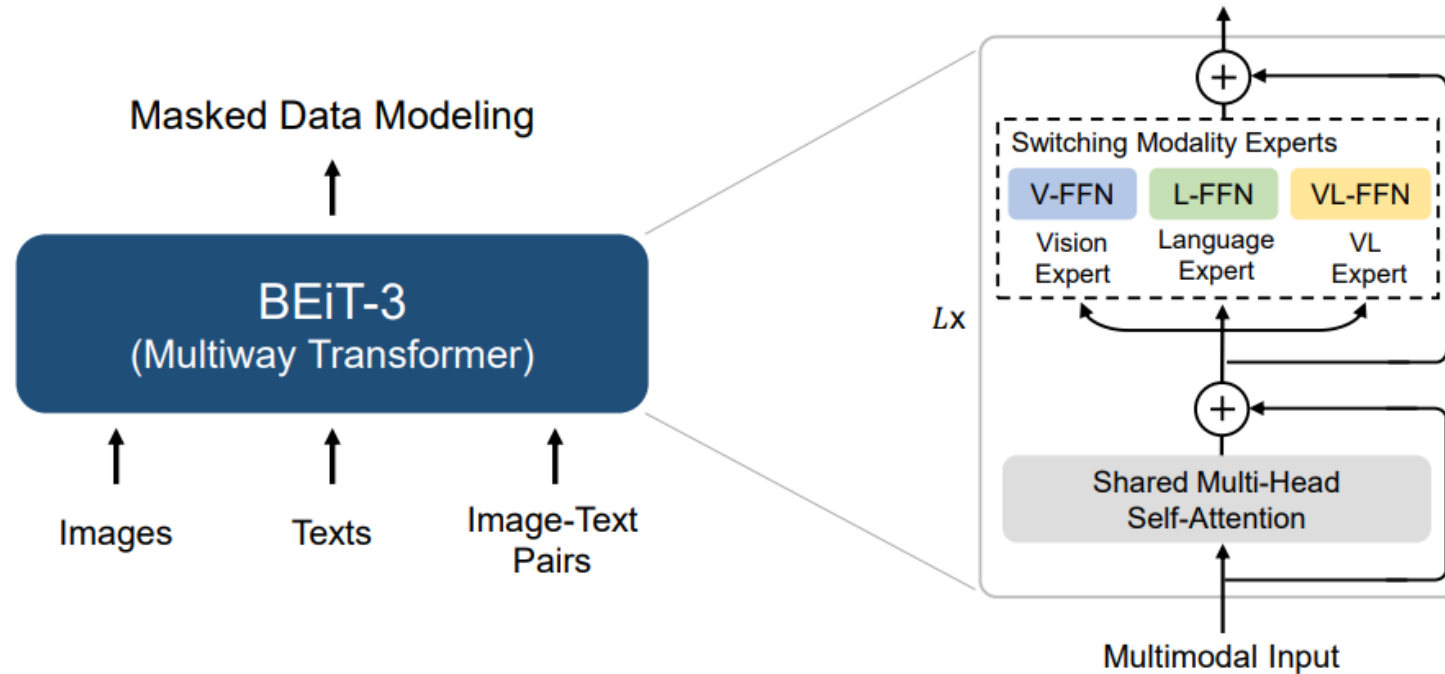 Masked Data Modeling
BEiT-3
(Multiway Transformer)
Images
Texts
Image-Text
Pairs
Lx
Switching Modality Experts
V-FFN
L-FFN
VL-FFN
Vision
Expert
Language
Expert
VL
Expert
Shared Multi-Head
Self-Attention
Multimodal Input